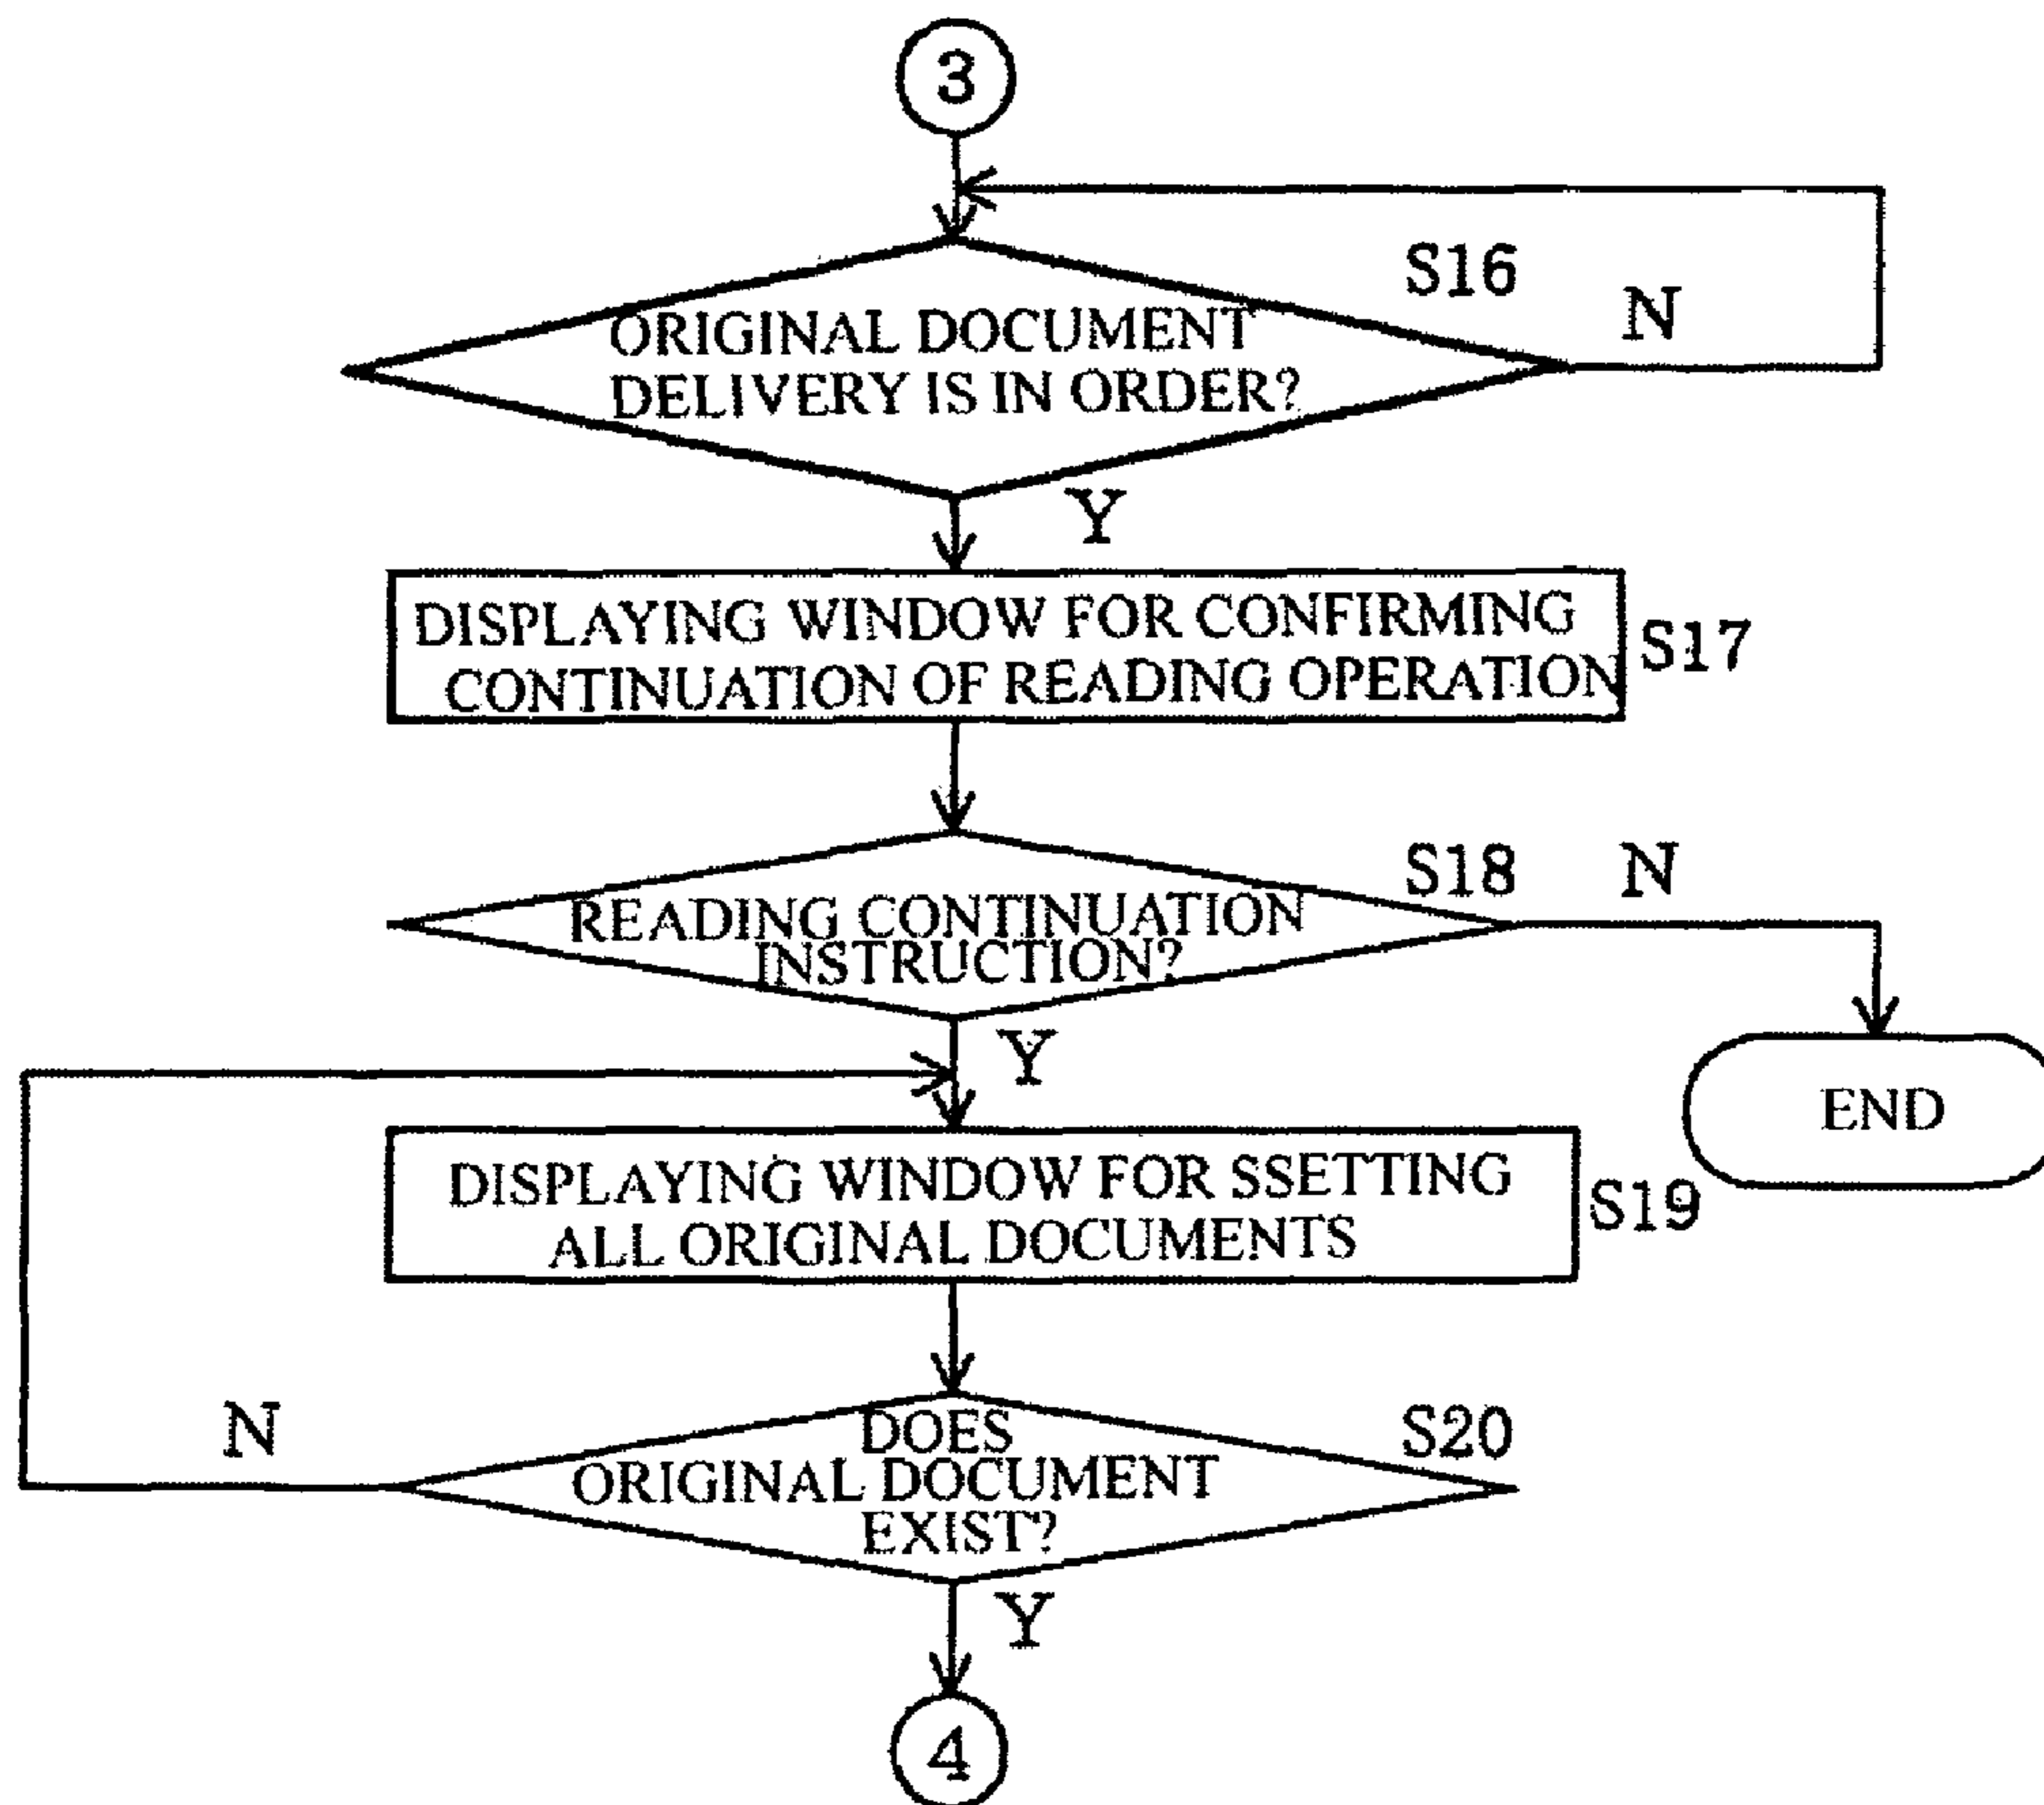 3
S16
N
ORIGINAL DOCUMENT
DELIVERY IS IN ORDER?
Y
DISPLAYING WINDOW FOR CONFIRMING
CONTINUATION OF READING OPERATION
S17
S18
N
READING CONTINUATION
INSTRUCTION?
Y
END
DISPLAYING WINDOW FOR SSETTING
ALL ORIGINAL DOCUMENTS
S19
N
S20
DOES
ORIGINAL DOCUMENT
EXIST?
Y
4